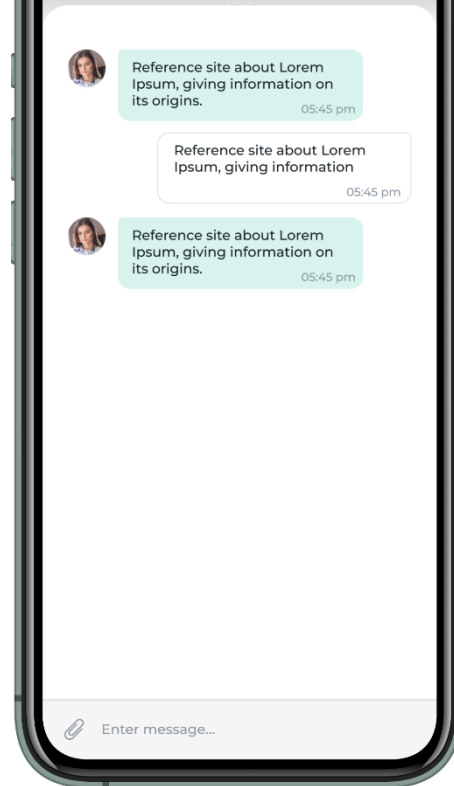 Reference site about Lorem
Ipsum, giving information on
its origins.
05:45 pm
Reference site about Lorem
Ipsum, giving information
05:45 pm
Reference site about Lorem
Ipsum, giving information on
its origins.
05:45 pm
Enter message...